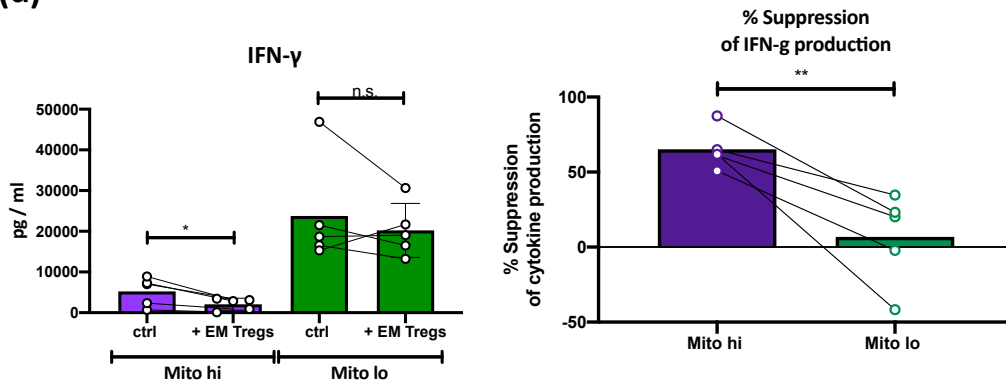 IFN-γ
n.s.
*
50000
40000
30000
20000
10000
0
pg / ml
ctrl
+ EM Tregs
ctrl
+ EM Tregs
Mito hi
Mito lo
% Suppression
of IFN-g production
**
100
50
0
-50
% Suppression
of cytokine production
Mito hi
Mito lo